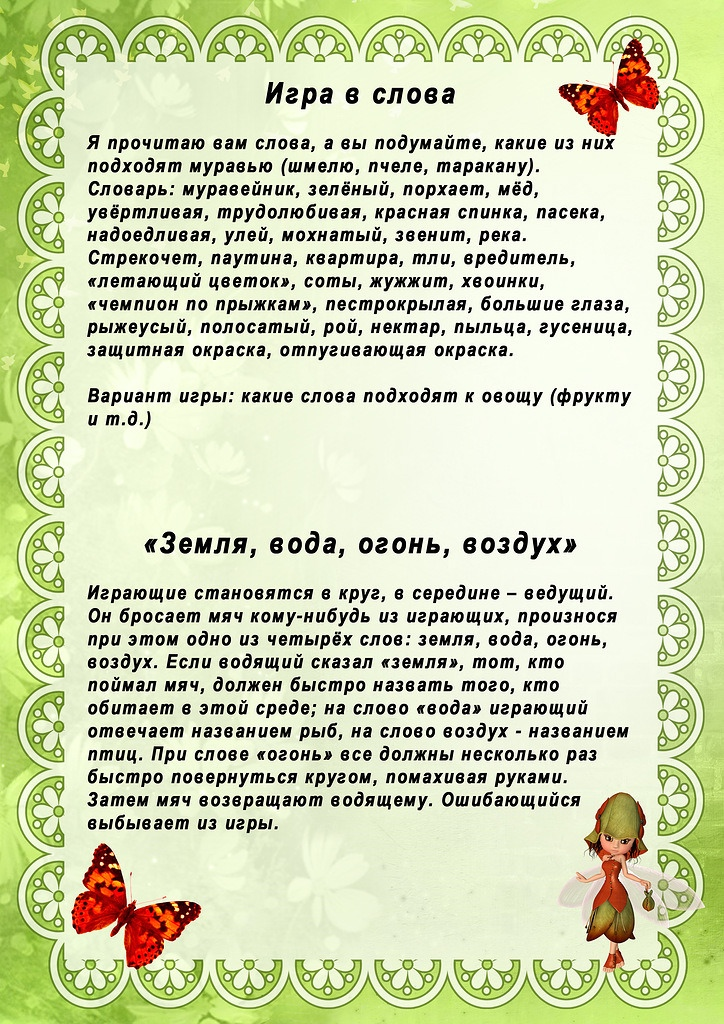 Игра в слова
Я прочитаю вам слова, а вы подумайте, какие из них
подходят муравью (шмелю, пчеле, таракану).
Словарь: муравейник, зелёный, порхает, мёд,
увёртливая, трудолюбивая, красная спинка, пасека,
надоедливая, улей, мохнатый, звенит, река.
Стрекочет, паутина, квартира, тли, вредитель,
«летающий цветок», соты, жужжит, хвоинки,
«чемпион по прыжкам», пестрокрылая, большие глаза,
рыжеусый, полосатый, рой, нектар, пыльца, гусеница,
защитная окраска, отпугивающая окраска.
Вариант игры: какие слова подходят к овощу (фрукту
и т.д.)
«Земля, вода, огонь, воздух»
Играющие становятся в круг, в середине – ведущий.
Он бросает мяч кому-нибудь из играющих, произнося
при этом одно из четырёх слов: земля, вода, огонь,
воздух. Если водящий сказал «земля», тот, кто
поймал мяч, должен быстро назвать того, кто
обитает в этой среде; на слово «вода» играющий
отвечает названием рыб, на слово воздух - названием
птиц. При слове «огонь» все должны несколько раз
быстро повернуться кругом, помахивая руками.
Затем мяч возвращают водящему. Ошибающийся
выбывает из игры.